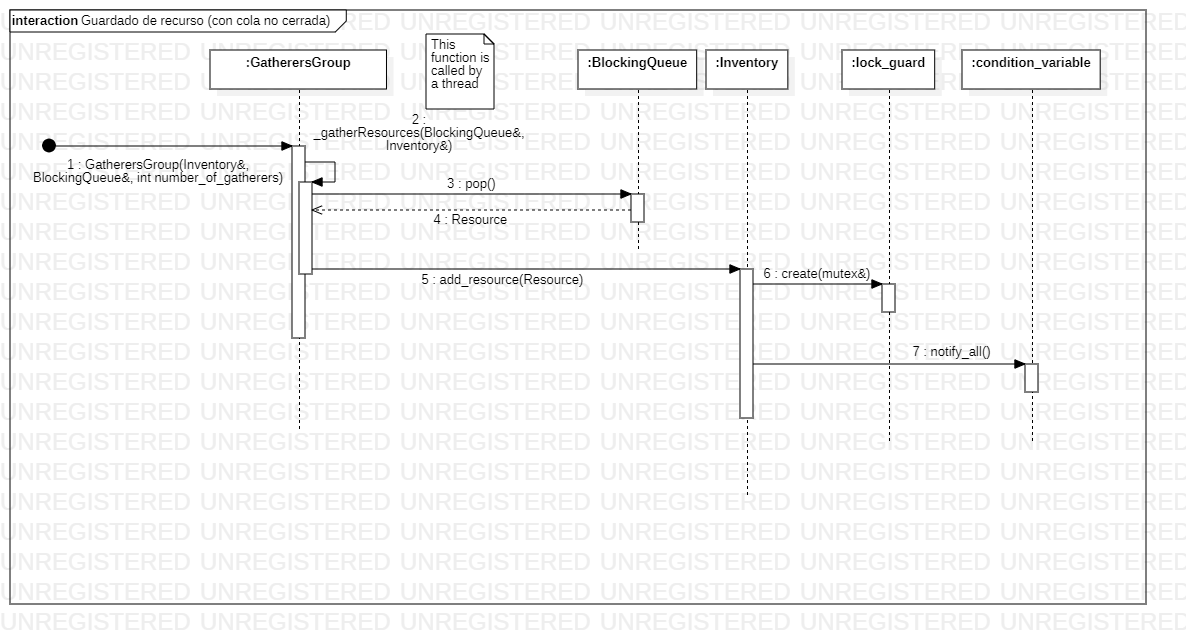 interaction Guardado de recurso (con cola no cerrada)
This
function is
called by
a thread
:GatherersGroup
:BlockingQueue
:Inventory
:lock_guard
:condition_variable
2 :
_gatherResources(BlockingQueue&,
Inventory&)
1 : GatherersGroup(Inventory&,
BlockingQueue&, int number_of_gatherers)
3 : pop()
4 : Resource
5 : add_resource(Resource)
6 : create(mutex&)
7 : notify_all()
UNREGISTERED UNREGISTERED UNREGISTERED UNREGISTERED UNREGISTERED UNREGISTERED